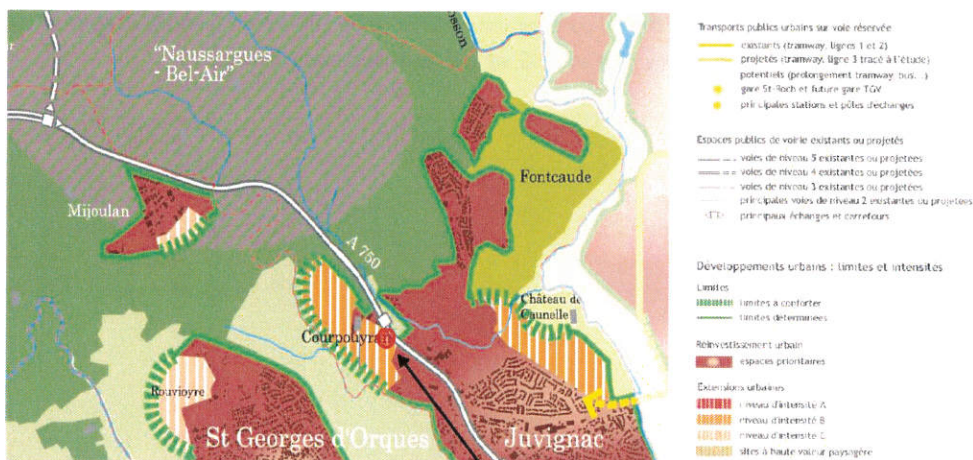 "Naussargues
- Bel-Air"
osson
Fontcaude
Mijoulan
A 750
Château de
Caunelle
Courpouyran
Rouvioyre
St Georges d'Orques
Juvignac
Transports publics urbains sur voie réservée
existants (tramway, lignes 1 et 2)
projetés (tramway, ligne 3 tracé à l'étude)
potentiels (prolongement tramway, bus...)
gare St-Roch et future gare TGV
principales stations et pôles d'échanges
Espaces publics de voirie existants ou projetés
voies de niveau 5 existantes ou projetées
voies de niveau 4 existantes ou projetées
voies de niveau 3 existantes ou projetées
principales voies de niveau 2 existantes ou projetées
principaux échanges et carrefours
Développements urbains : limites et intensités
Limites
limites à conforter
limites déterminées
Réinvestissement urbain
espaces prioritaires
Extensions urbaines
niveau d'intensité A
niveau d'intensité B
niveau d'intensité C
sites à haute valeur paysagère